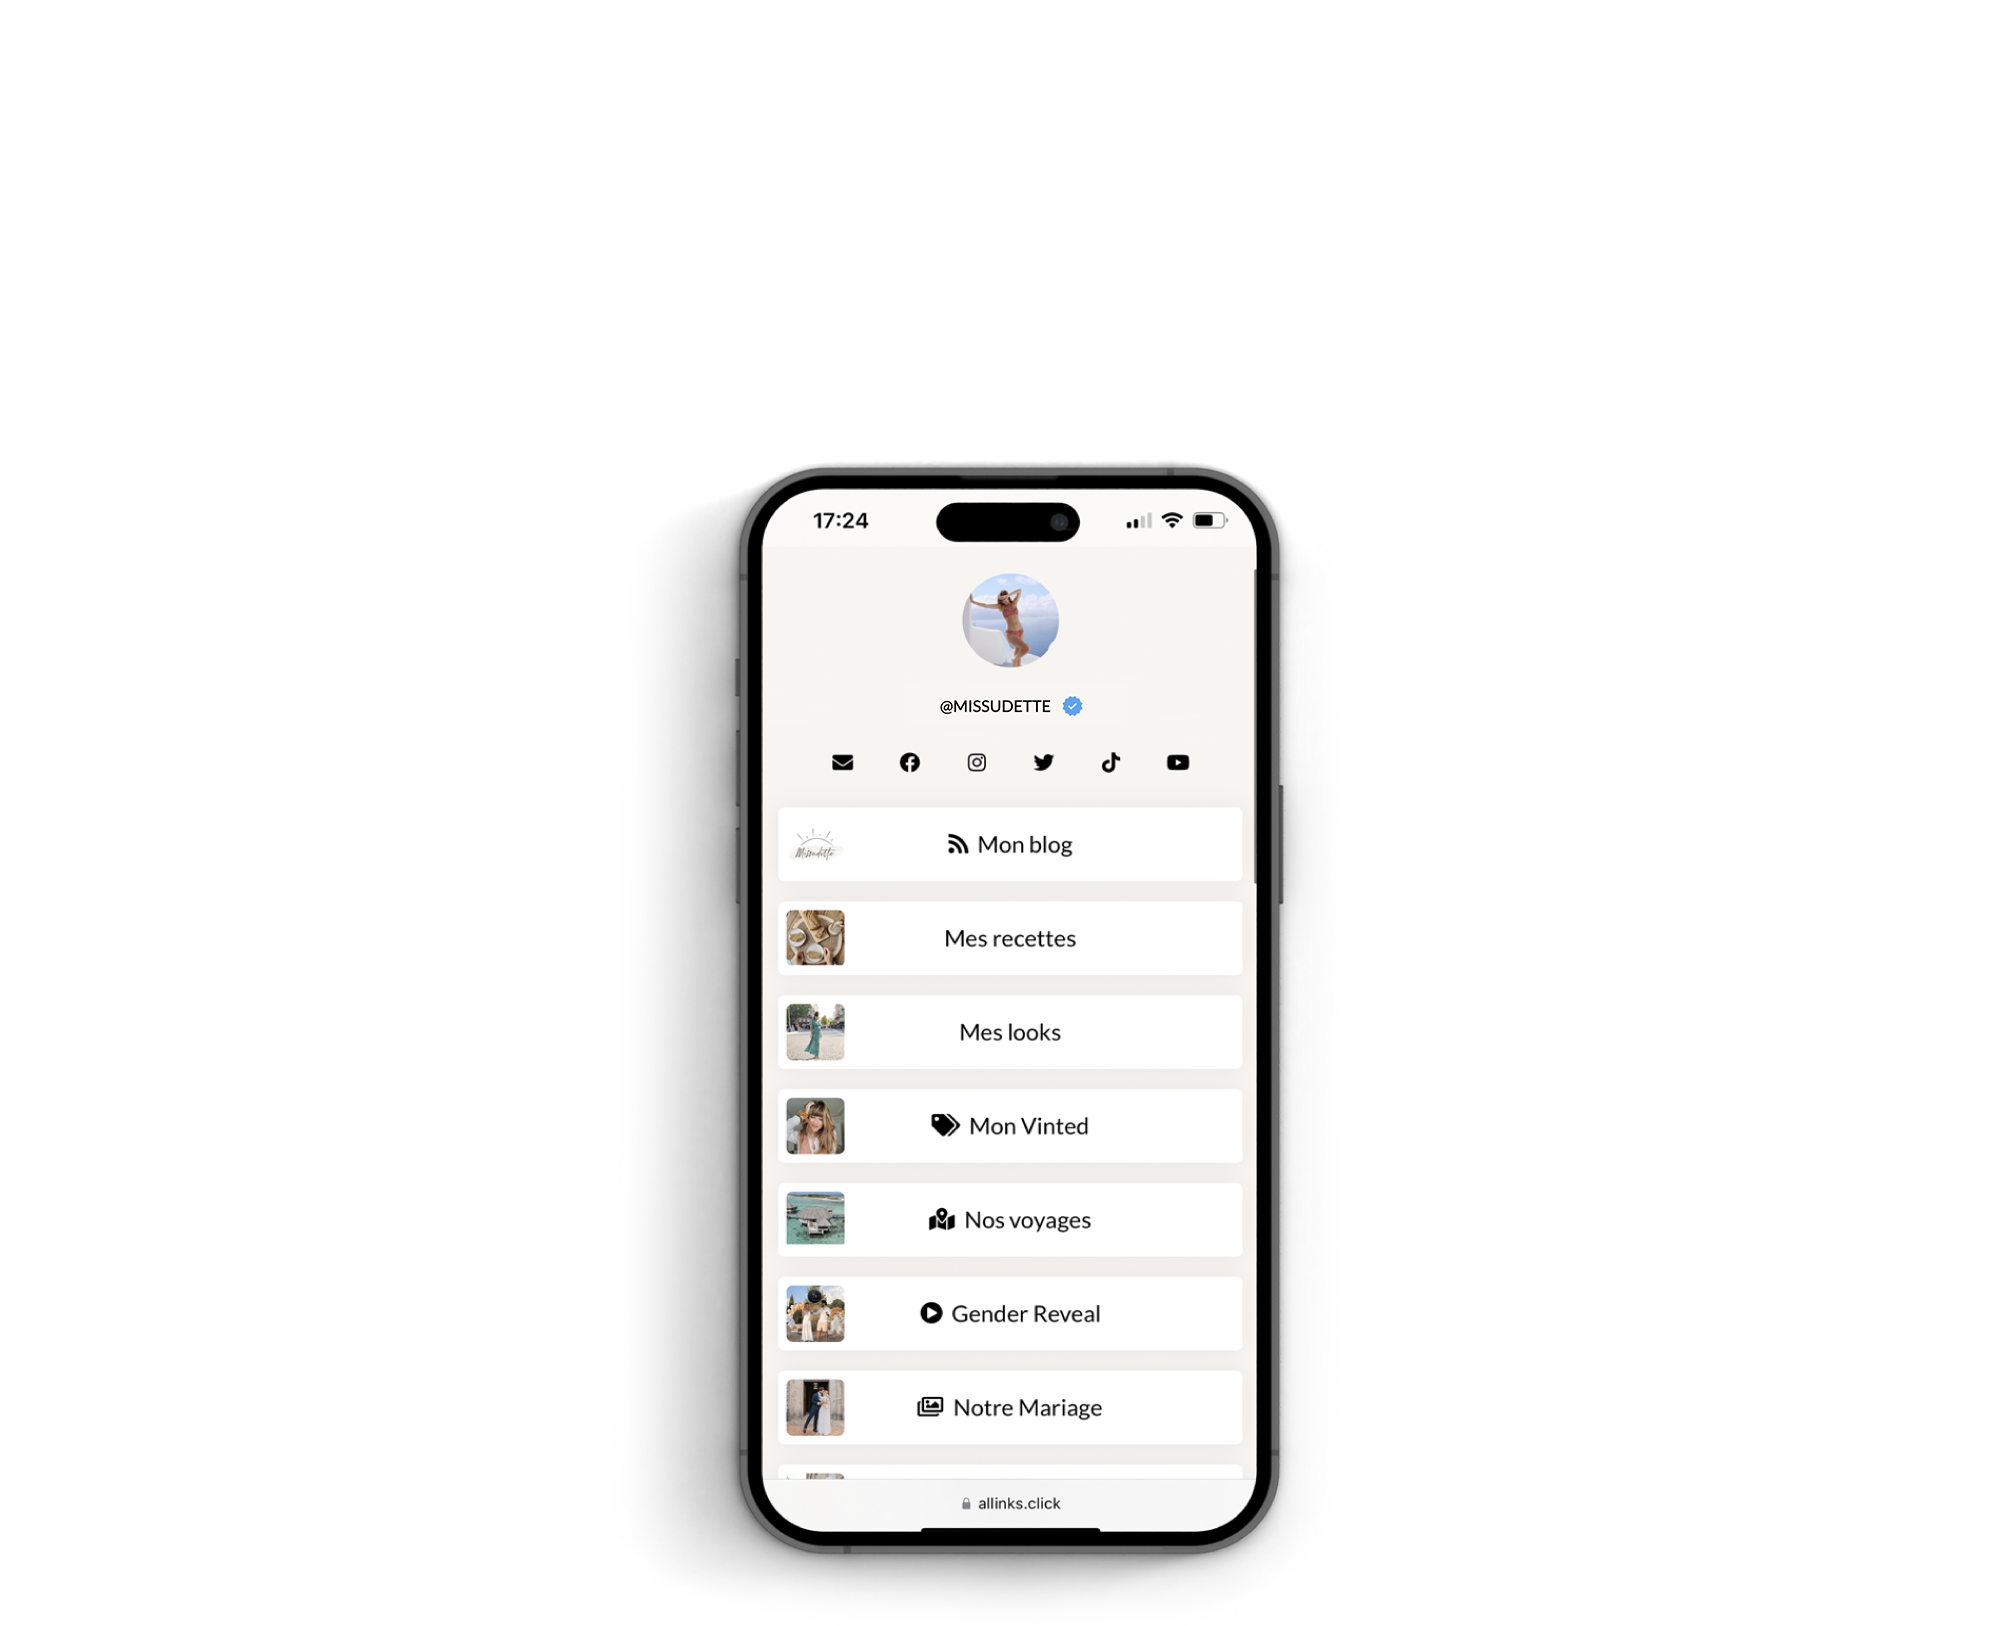 17:24
@MISSUDETTE
Missudette
Mon blog
Mes recettes
Mes looks
Mon Vinted
Nos voyages
Gender Reveal
Notre Mariage
allinks.click